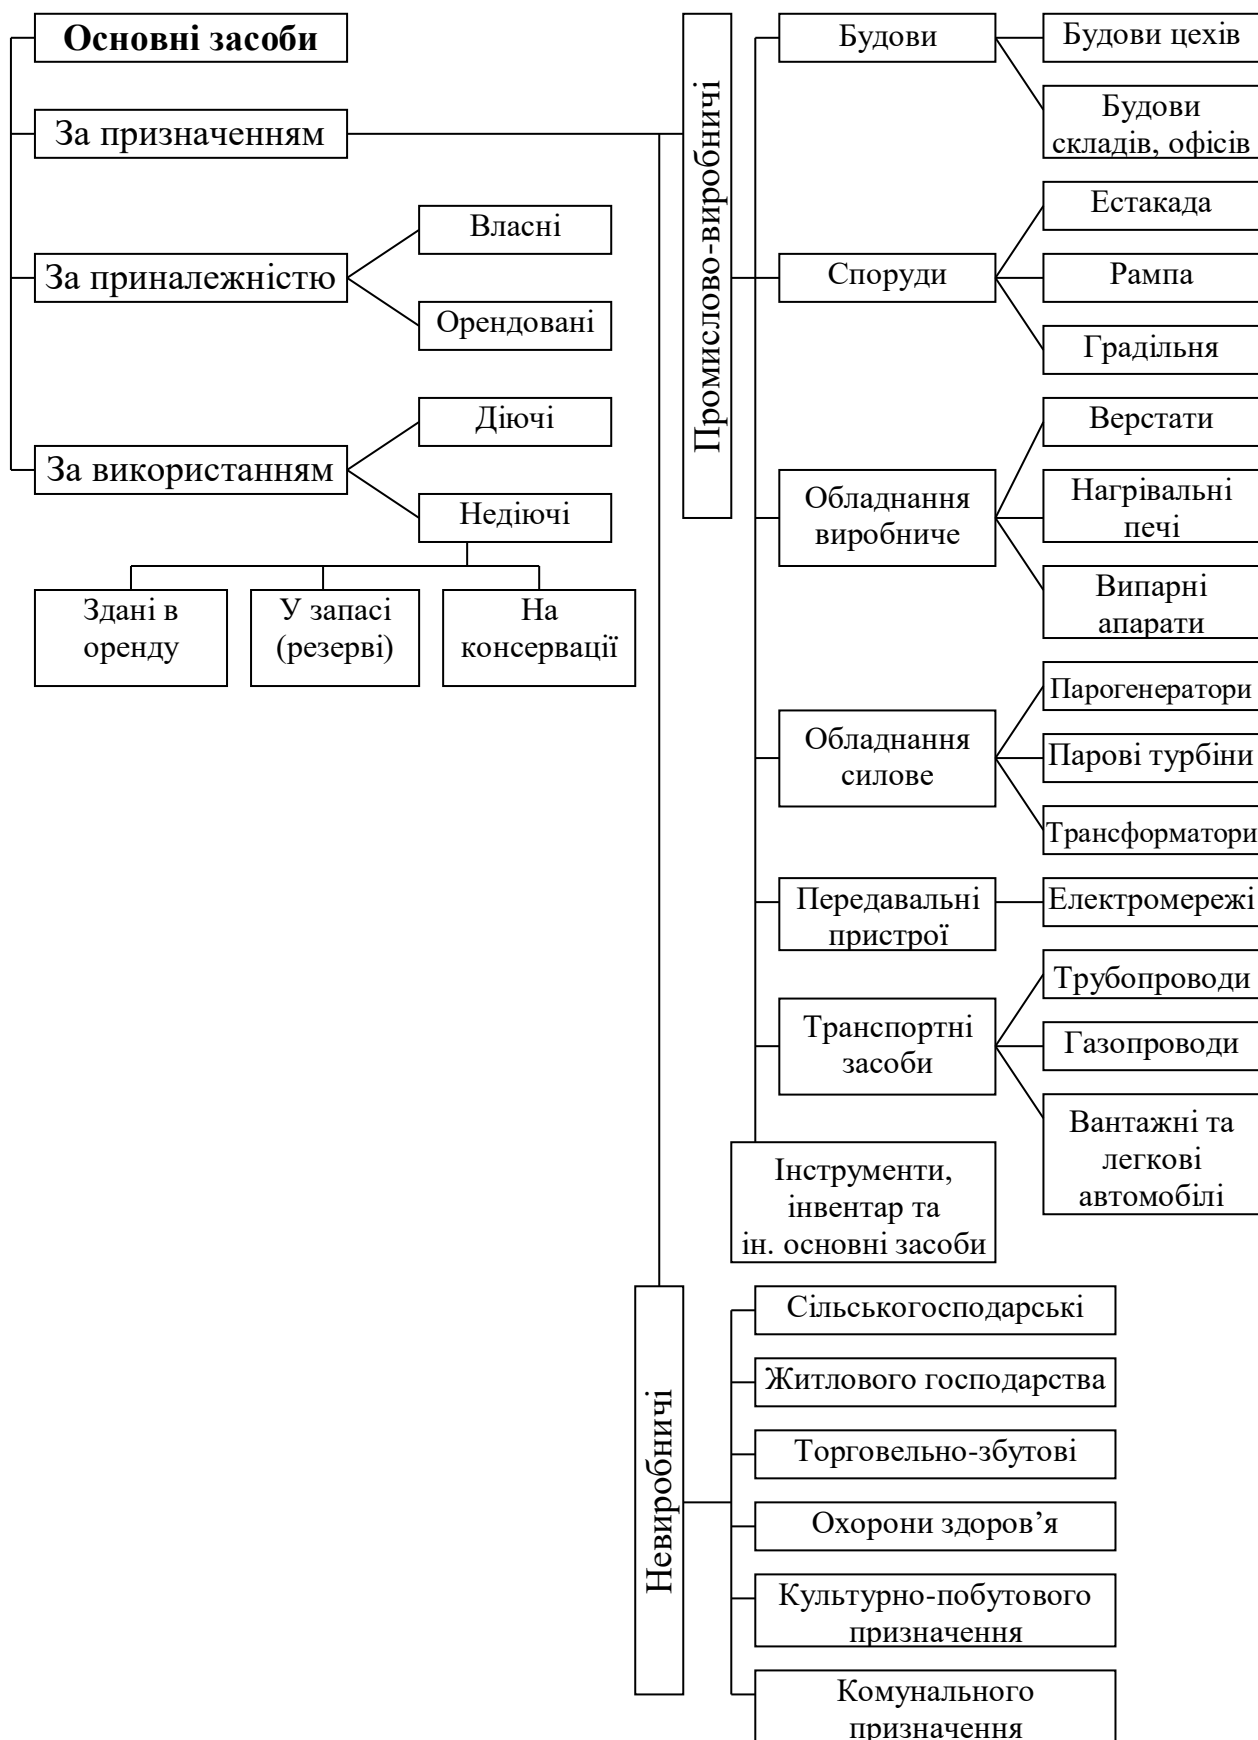 Основні засоби
За призначенням
За приналежністю
Власні
Орендовані
За використанням
Діючі
Недіючі
Здані в
оренду
У запасі
(резерві)
На
консервації
Промислово-виробничі
Будови
Будови цехів
Будови
складів, офісів
Споруди
Естакада
Рампа
Градільня
Обладнання
виробниче
Верстати
Нагрівальні
печі
Випарні
апарати
Обладнання
силове
Парогенератори
Парові турбіни
Трансформатори
Передавальні
пристрої
Електромережі
Транспортні
засоби
Трубопроводи
Газопроводи
Вантажні та
легкові
автомобілі
Інструменти,
інвентар та
ін. основні засоби
Невиробничі
Сільськогосподарські
Житлового господарства
Торговельно-збутові
Охорони здоров’я
Культурно-побутового
призначення
Комунального
призначення